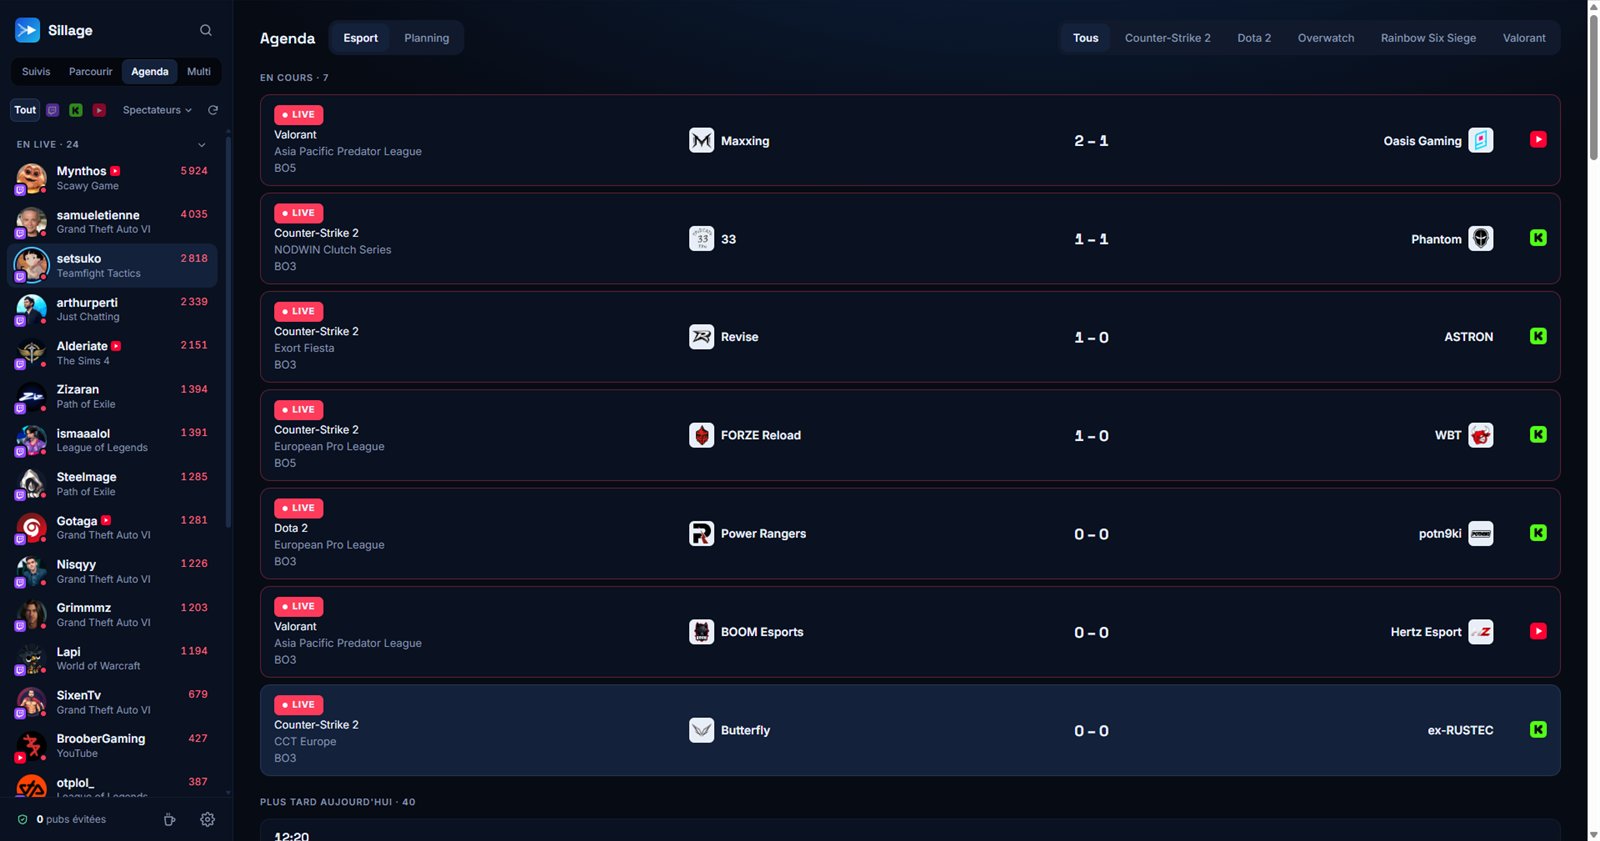 Sillage
Suivis Parcourir Agenda Multi
Tout Spectateurs
EN LIVE · 24
Mynthos 5 924
Scawy Game
samueletienne 4 035
Grand Theft Auto VI
setsuko 2 818
Teamfight Tactics
arthurperti 2 339
Just Chatting
Alderiate 2 151
The Sims 4
Zizaran 1 394
Path of Exile
ismaaalol 1 391
League of Legends
SteelmAge 1 285
Path of Exile
Gotaga 1 281
Grand Theft Auto VI
Nisqyy 1 226
Grand Theft Auto VI
Grimmmz 1 203
Grand Theft Auto VI
Lapi 1 194
World of Warcraft
SixenTv 679
Grand Theft Auto VI
BrooberGaming 427
YouTube
otplol_ 387
League of Legends
0 pubs évitées
Agenda Esport Planning
Tous Counter-Strike 2 Dota 2 Overwatch Rainbow Six Siege Valorant
EN COURS · 7
LIVE
Valorant
Asia Pacific Predator League
BO5
Maxxing 2 – 1 Oasis Gaming
LIVE
Counter-Strike 2
NODWIN Clutch Series
BO3
33 1 – 1 Phantom
LIVE
Counter-Strike 2
Exort Fiesta
BO3
Revise 1 – 0 ASTRON
LIVE
Counter-Strike 2
European Pro League
BO5
FORZE Reload 1 – 0 WBT
LIVE
Dota 2
European Pro League
BO3
Power Rangers 0 – 0 potn9ki
LIVE
Valorant
Asia Pacific Predator League
BO3
BOOM Esports 0 – 0 Hertz Esport
LIVE
Counter-Strike 2
CCT Europe
BO3
Butterfly 0 – 0 ex-RUSTEC
PLUS TARD AUJOURD'HUI · 40
12:20